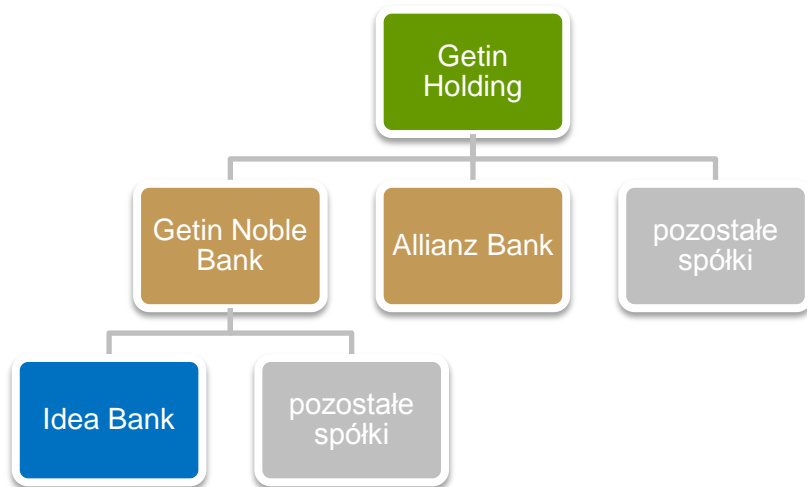 Getin
Holding
Getin Noble
Bank
Allianz Bank
pozostałe
spółki
Idea Bank
pozostałe
spółki